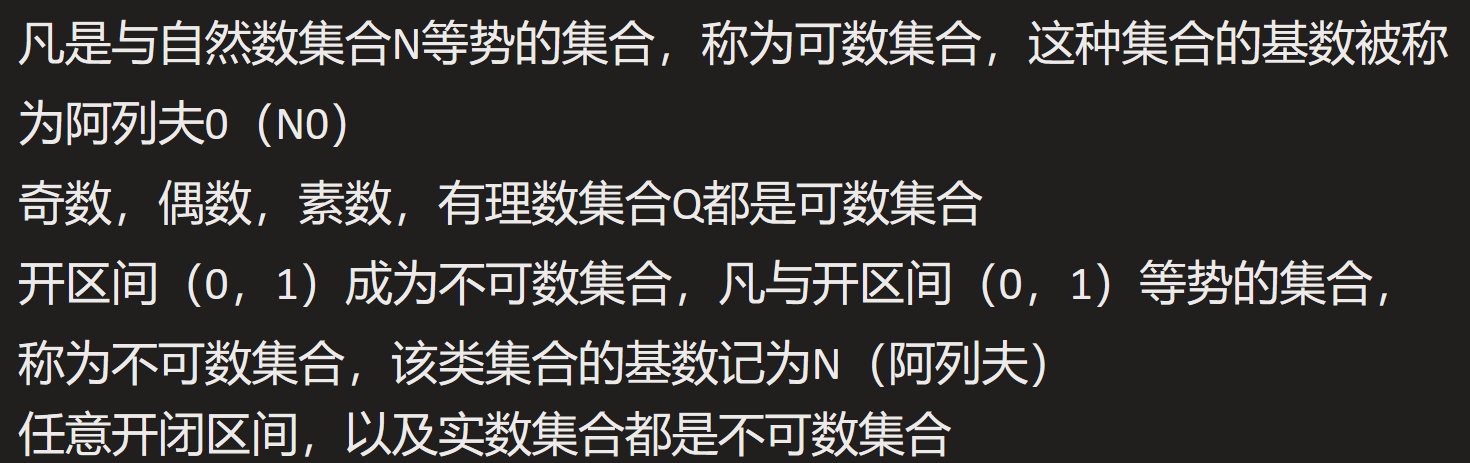 凡是与自然数集合N等势的集合，称为可数集合，这种集合的基数被称
为阿列夫0（N0）
奇数，偶数，素数，有理数集合Q都是可数集合
开区间（0，1）成为不可数集合，凡与开区间（0，1）等势的集合，
称为不可数集合，该类集合的基数记为N（阿列夫）
任意开闭区间，以及实数集合都是不可数集合